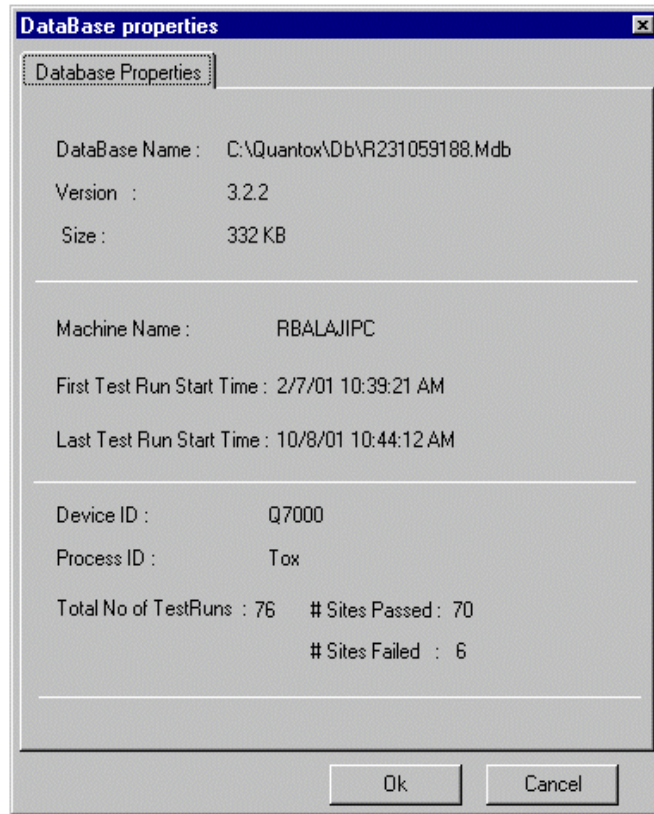 DataBase properties
Database Properties
DataBase Name : C:\Quantox\Db\R231059188.Mdb
Version : 3.2.2
Size : 332 KB
Machine Name : RBALAJIPC
First Test Run Start Time : 2/7/01 10:39:21 AM
Last Test Run Start Time : 10/8/01 10:44:12 AM
Device ID : Q7000
Process ID : Tox
Total No of TestRuns : 76 # Sites Passed : 70
# Sites Failed : 6
Ok Cancel